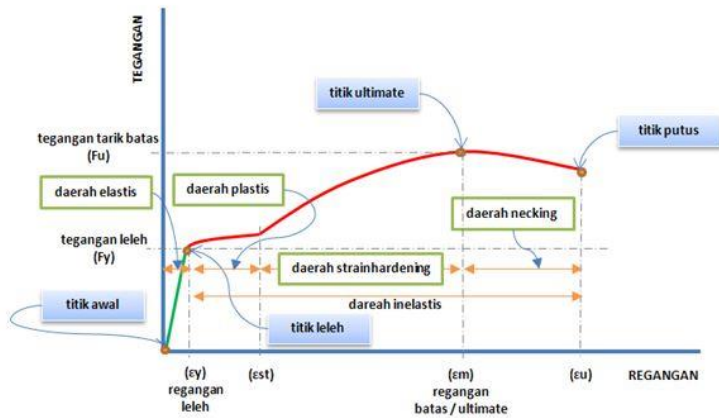 TEGANGAN
titik ultimate
tegangan tarik batas
(Fu)
titik putus
daerah elastis
daerah plastis
daerah necking
tegangan leleh
(Fy)
daerah strainhardening
dareah inelastis
titik awal
titik leleh
(εy)
regangan
leleh
(εst)
(εm)
regangan
batas / ultimate
(εu)
REGANGAN